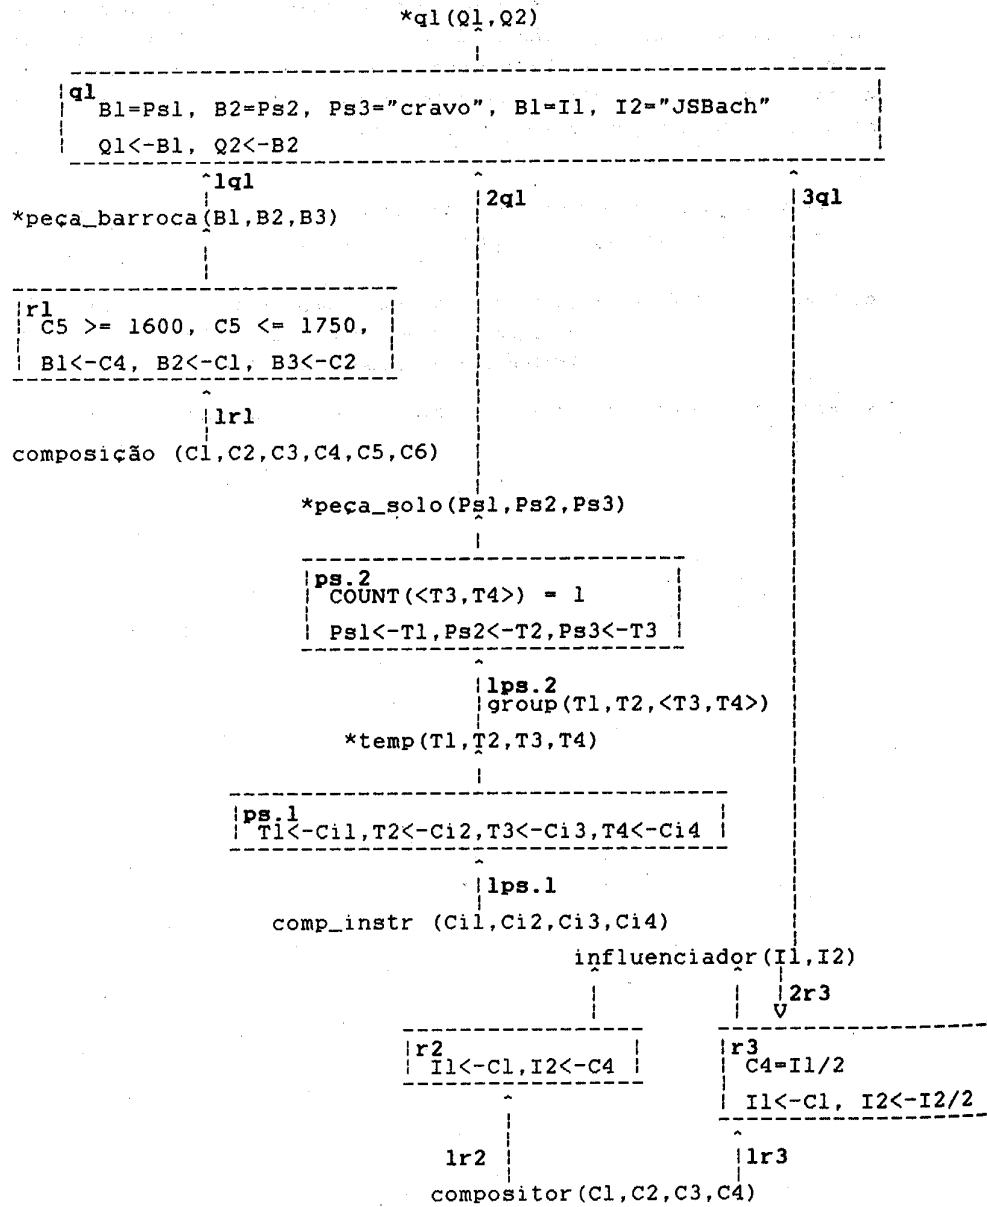 *q1(Q1,Q2)
q1
B1=Ps1, B2=Ps2, Ps3="cravo", B1=I1, I2="JSBach"
Q1<-B1, Q2<-B2
1q1
2q1
3q1
*peça_barroca(B1,B2,B3)
r1
C5 >= 1600, C5 <= 1750,
B1<-C4, B2<-C1, B3<-C2
1r1
composição (C1,C2,C3,C4,C5,C6)
*peça_solo(Ps1,Ps2,Ps3)
ps.2
COUNT(<T3,T4>) = 1
Ps1<-T1,Ps2<-T2,Ps3<-T3
1ps.2
group(T1,T2,<T3,T4>)
*temp(T1,T2,T3,T4)
ps.1
T1<-Ci1,T2<-Ci2,T3<-Ci3,T4<-Ci4
1ps.1
comp_instr (Ci1,Ci2,Ci3,Ci4)
influenciador(I1,I2)
2r3
r2
I1<-C1,I2<-C4
r3
C4=I1/2
I1<-C1, I2<-I2/2
1r2
1r3
compositor(C1,C2,C3,C4)